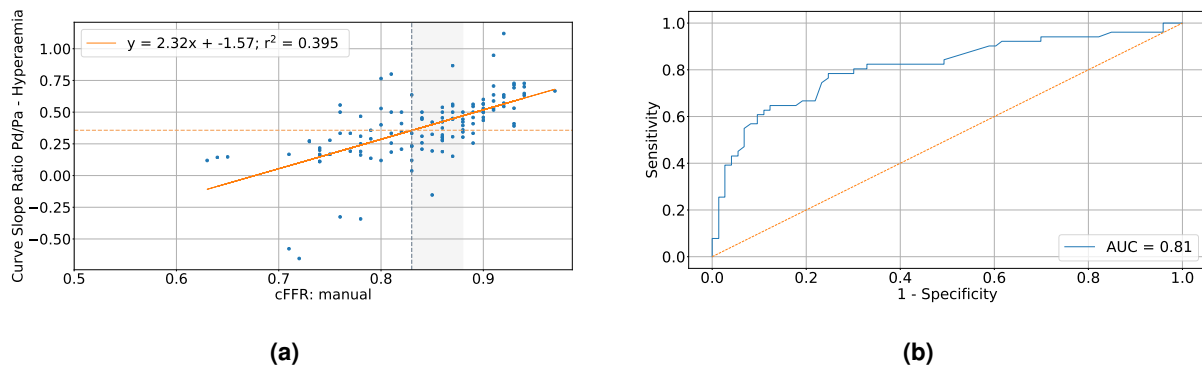 y = 2.32x + -1.57; r² = 0.395
Curve Slope Ratio Pd/Pa - Hyperaemia
1.00
0.75
0.50
0.25
0.00
−0.25
−0.50
0.5 0.6 0.7 0.8 0.9
cFFR: manual
(a)
Sensitivity
1.0
0.8
0.6
0.4
0.2
0.0
AUC = 0.81
0.0 0.2 0.4 0.6 0.8 1.0
1 - Specificity
(b)